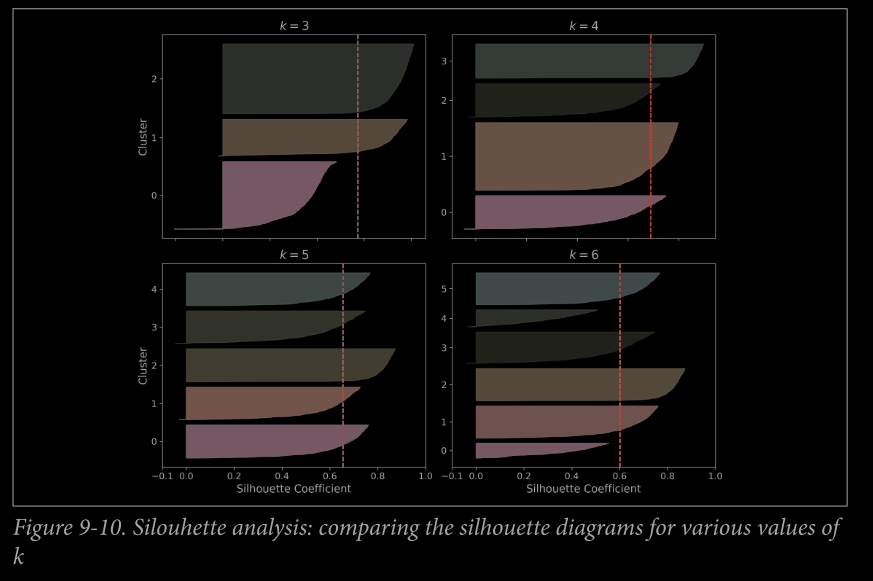 k = 3
k = 4
Cluster
2
1
0
3
2
1
0
k = 5
k = 6
Cluster
4
3
2
1
0
5
4
3
2
1
0
−0.1 0.0 0.2 0.4 0.6 0.8 1.0
−0.1 0.0 0.2 0.4 0.6 0.8 1.0
Silhouette Coefficient
Silhouette Coefficient
Figure 9-10. Silouhette analysis: comparing the silhouette diagrams for various values of
k